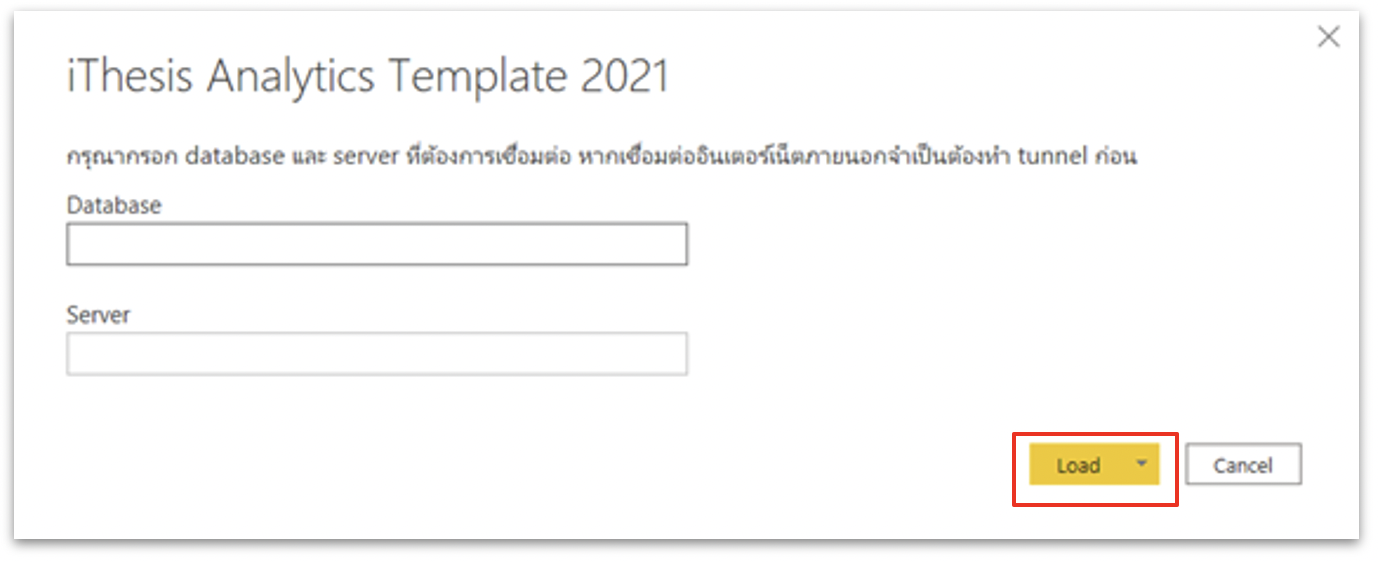 iThesis Analytics Template 2021
กรุณากรอก database และ server ที่ต้องการเชื่อมต่อ หากเชื่อมต่ออินเตอร์เน็ตภายนอกจำเป็นต้องทำ tunnel ก่อน
Database
Server
Load
Cancel